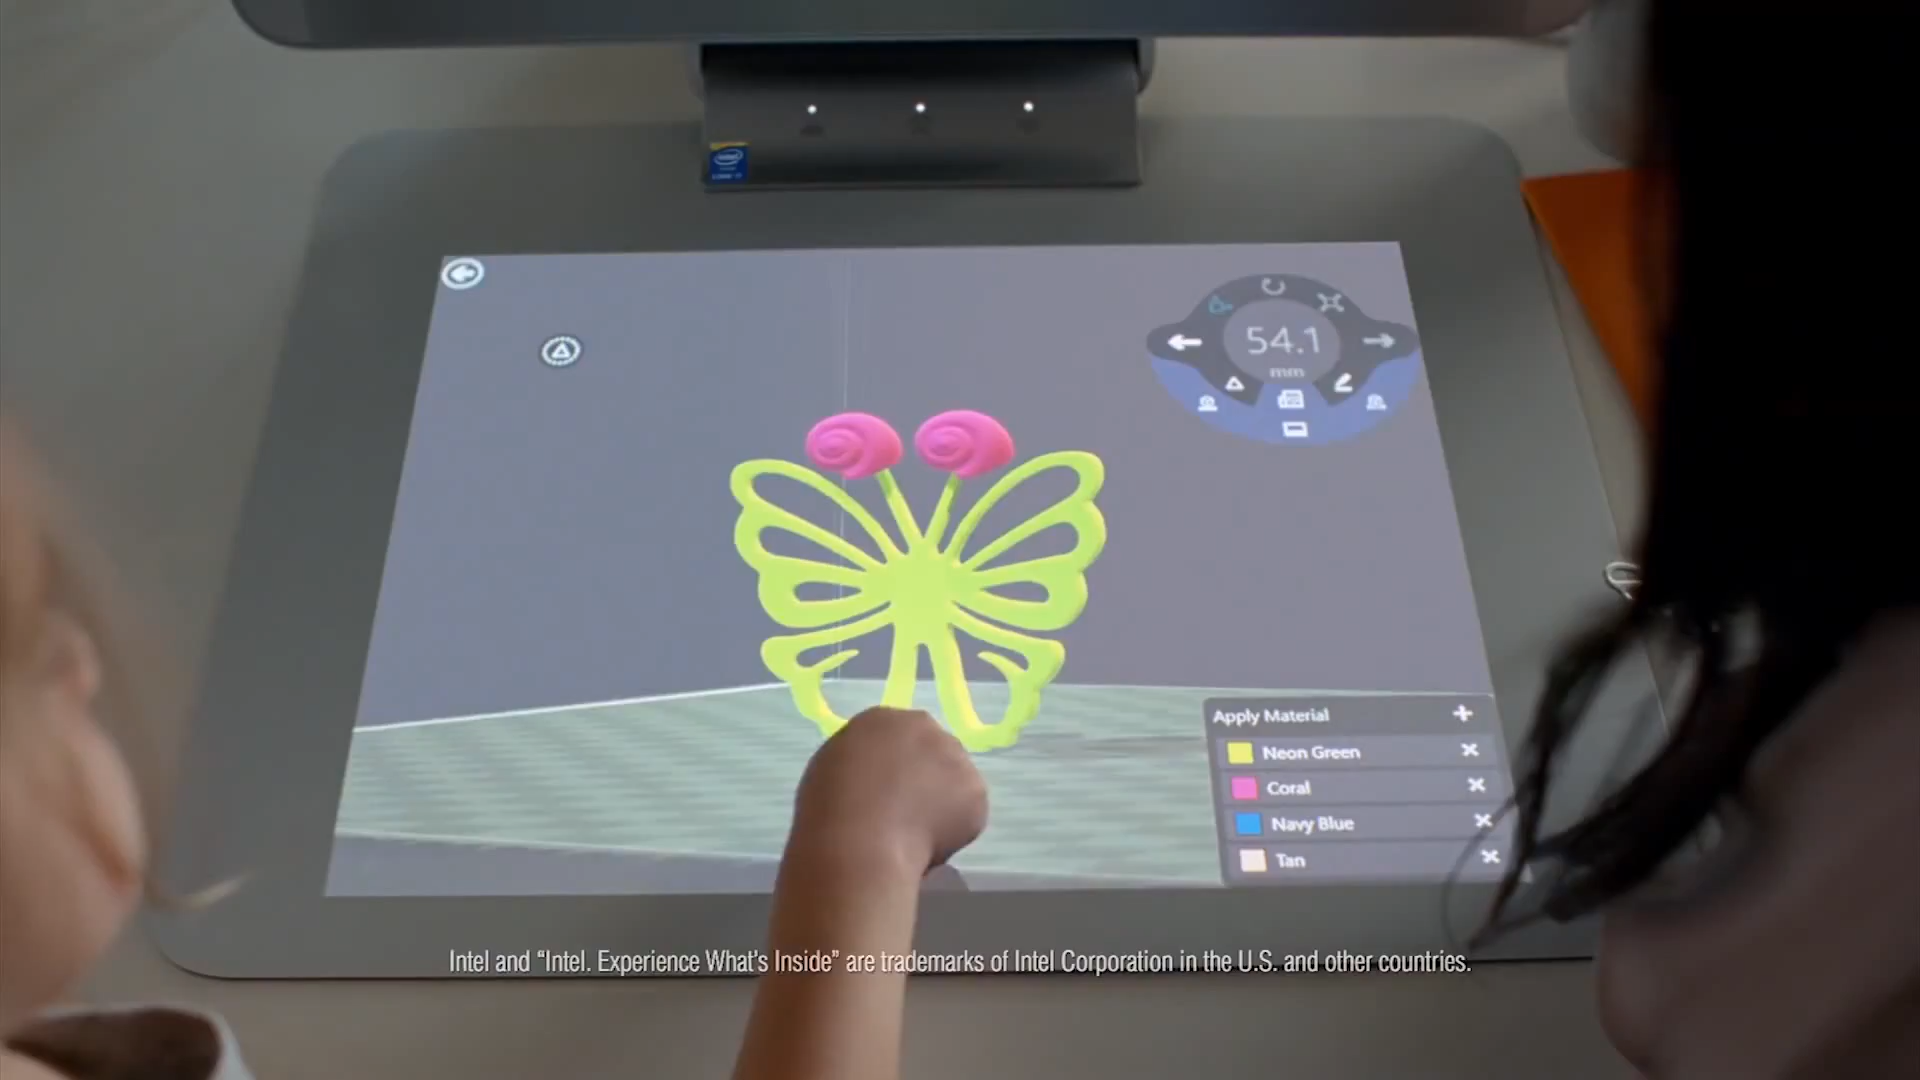 intel
54.1
mm
Apply Material
Neon Green
Coral
Navy Blue
Tan
Intel and “Intel. Experience What's Inside” are trademarks of Intel Corporation in the U.S. and other countries.